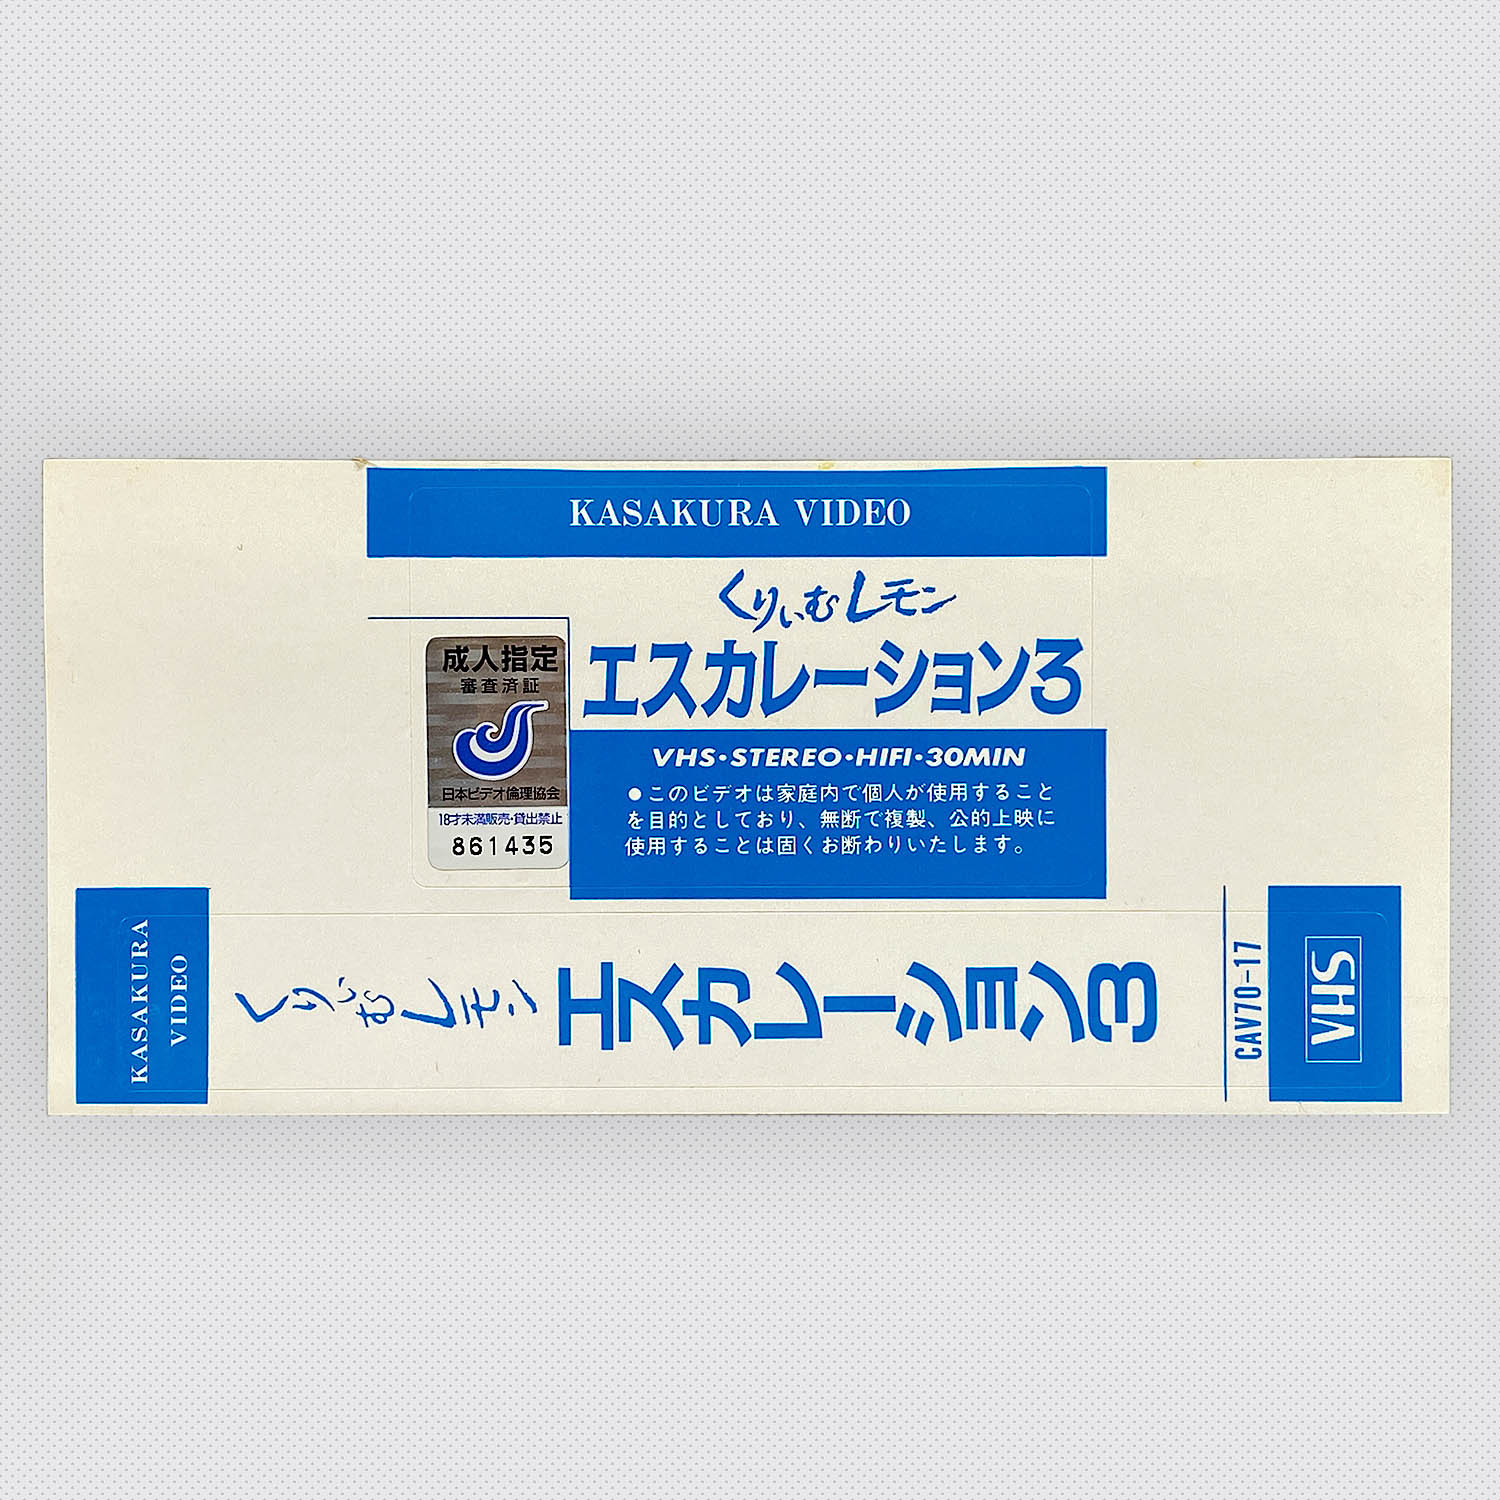 KASAKURA VIDEO
くりぃむレモン
エスカレーション3
成人指定
審査済証
日本ビデオ倫理協会
18才未満販売・貸出禁止
861435
VHS・STEREO・HIFI・30MIN
●このビデオは家庭内で個人が使用すること
を目的としており、無断で複製、公的上映に
使用することは固くお断わりいたします。
KASAKURA
VIDEO
くりぃむレモン
エスカレーション3
CAV70-17
VHS